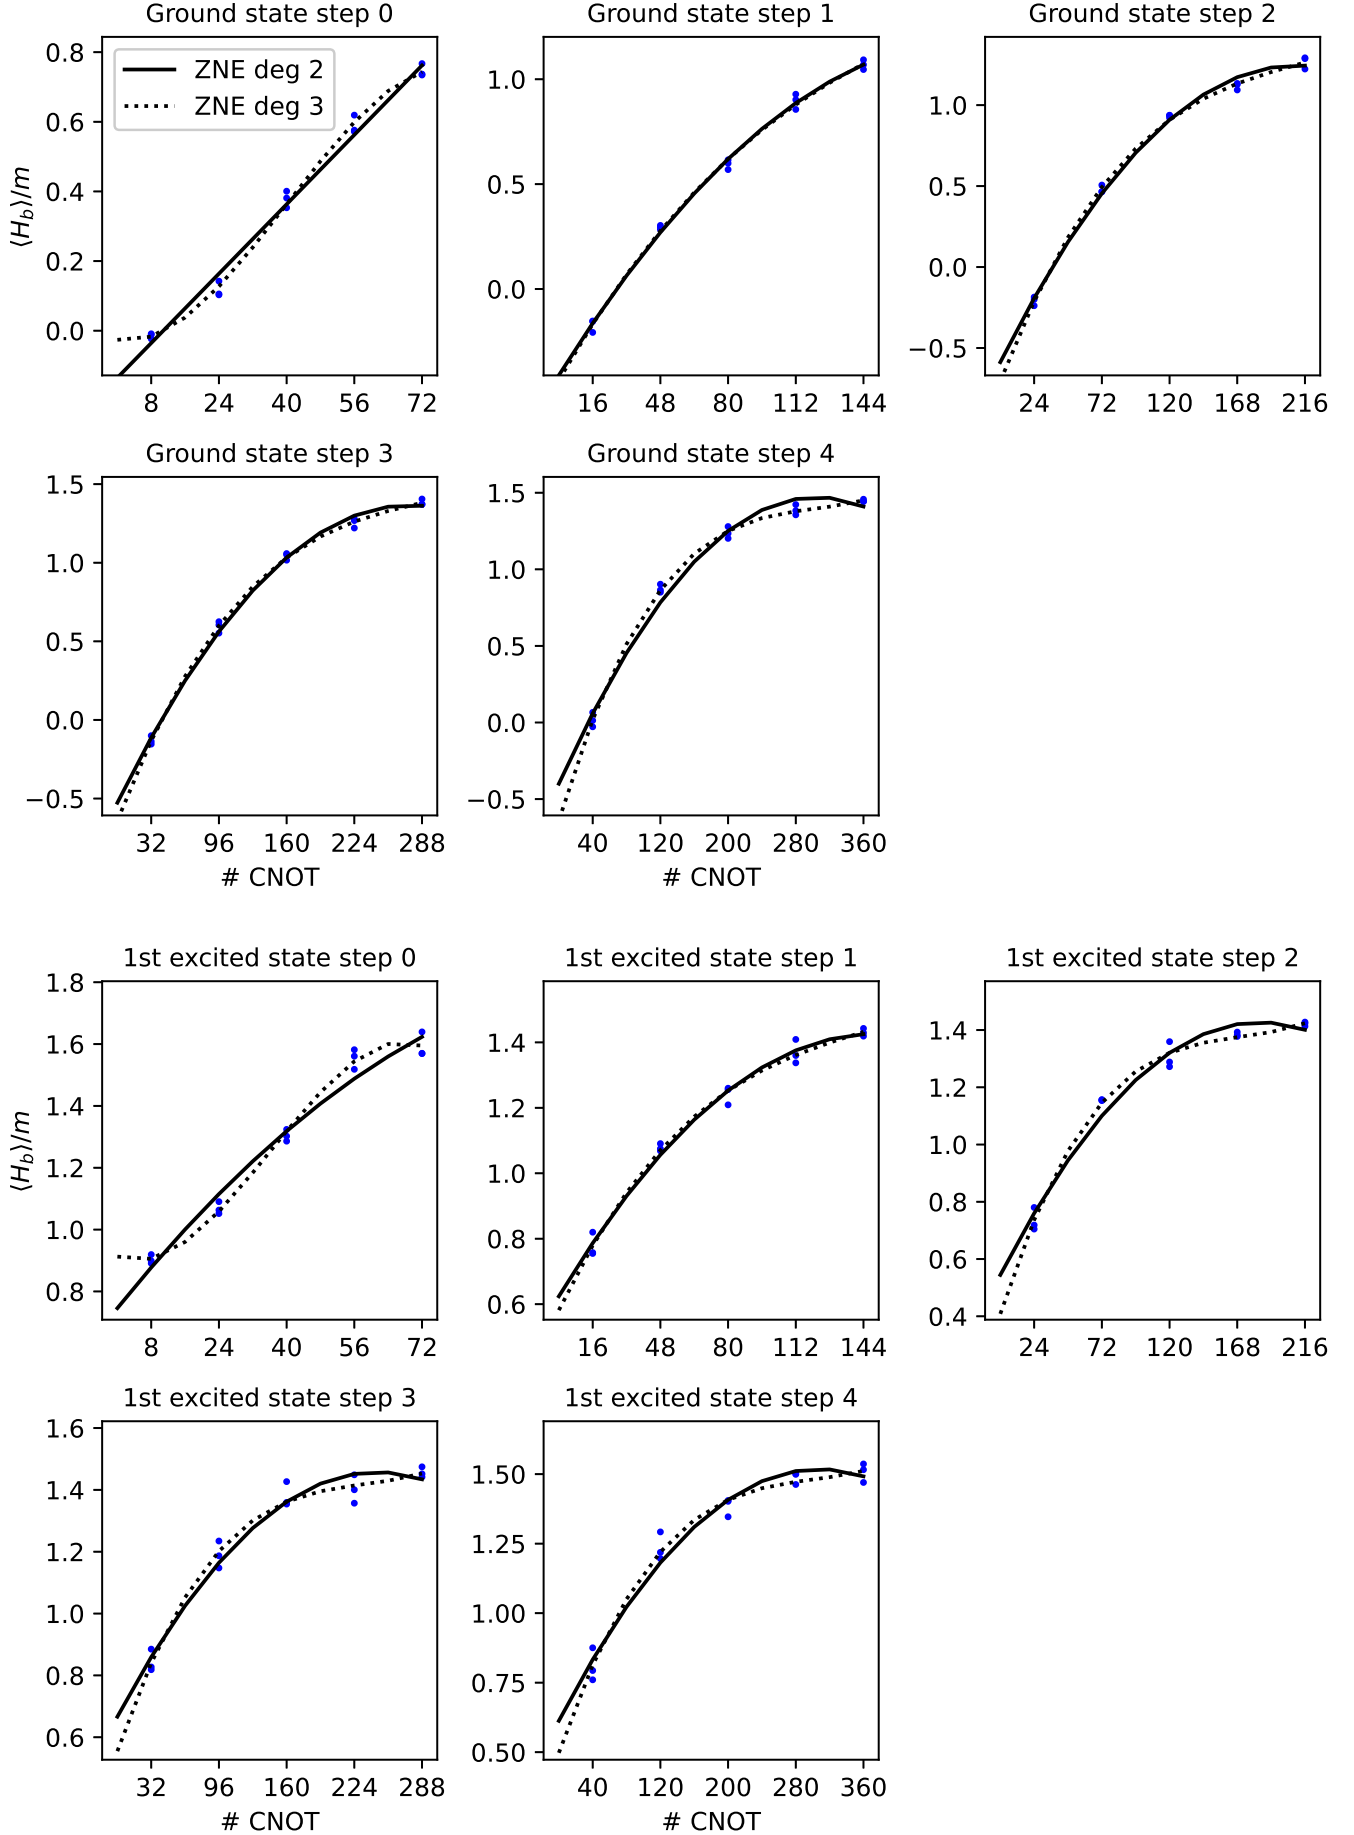 Ground state step 0
Ground state step 1
Ground state step 2
ZNE deg 2
ZNE deg 3
⟨H_b⟩/m
0.8
0.6
0.4
0.2
0.0
8 24 40 56 72
1.0
0.5
0.0
16 48 80 112 144
1.0
0.5
0.0
−0.5
24 72 120 168 216
Ground state step 3
Ground state step 4
1.5
1.0
0.5
0.0
−0.5
32 96 160 224 288
# CNOT
1.5
1.0
0.5
0.0
−0.5
40 120 200 280 360
# CNOT
1st excited state step 0
1st excited state step 1
1st excited state step 2
⟨H_b⟩/m
1.8
1.6
1.4
1.2
1.0
0.8
8 24 40 56 72
1.4
1.2
1.0
0.8
0.6
16 48 80 112 144
1.4
1.2
1.0
0.8
0.6
0.4
24 72 120 168 216
1st excited state step 3
1st excited state step 4
1.6
1.4
1.2
1.0
0.8
0.6
32 96 160 224 288
# CNOT
1.50
1.25
1.00
0.75
0.50
40 120 200 280 360
# CNOT